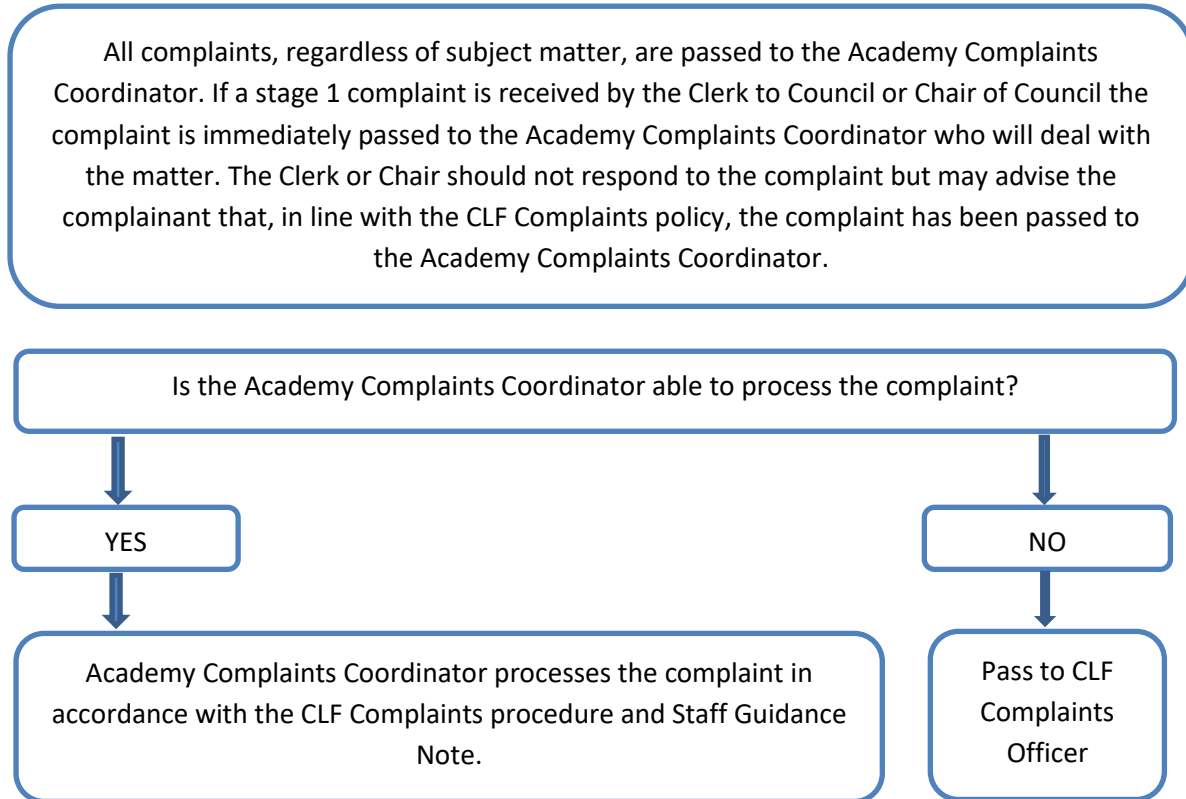 All complaints, regardless of subject matter, are passed to the Academy Complaints
Coordinator. If a stage 1 complaint is received by the Clerk to Council or Chair of Council the
complaint is immediately passed to the Academy Complaints Coordinator who will deal with
the matter. The Clerk or Chair should not respond to the complaint but may advise the
complainant that, in line with the CLF Complaints policy, the complaint has been passed to
the Academy Complaints Coordinator.
Is the Academy Complaints Coordinator able to process the complaint?
YES
NO
Academy Complaints Coordinator processes the complaint in
accordance with the CLF Complaints procedure and Staff Guidance
Note.
Pass to CLF
Complaints
Officer